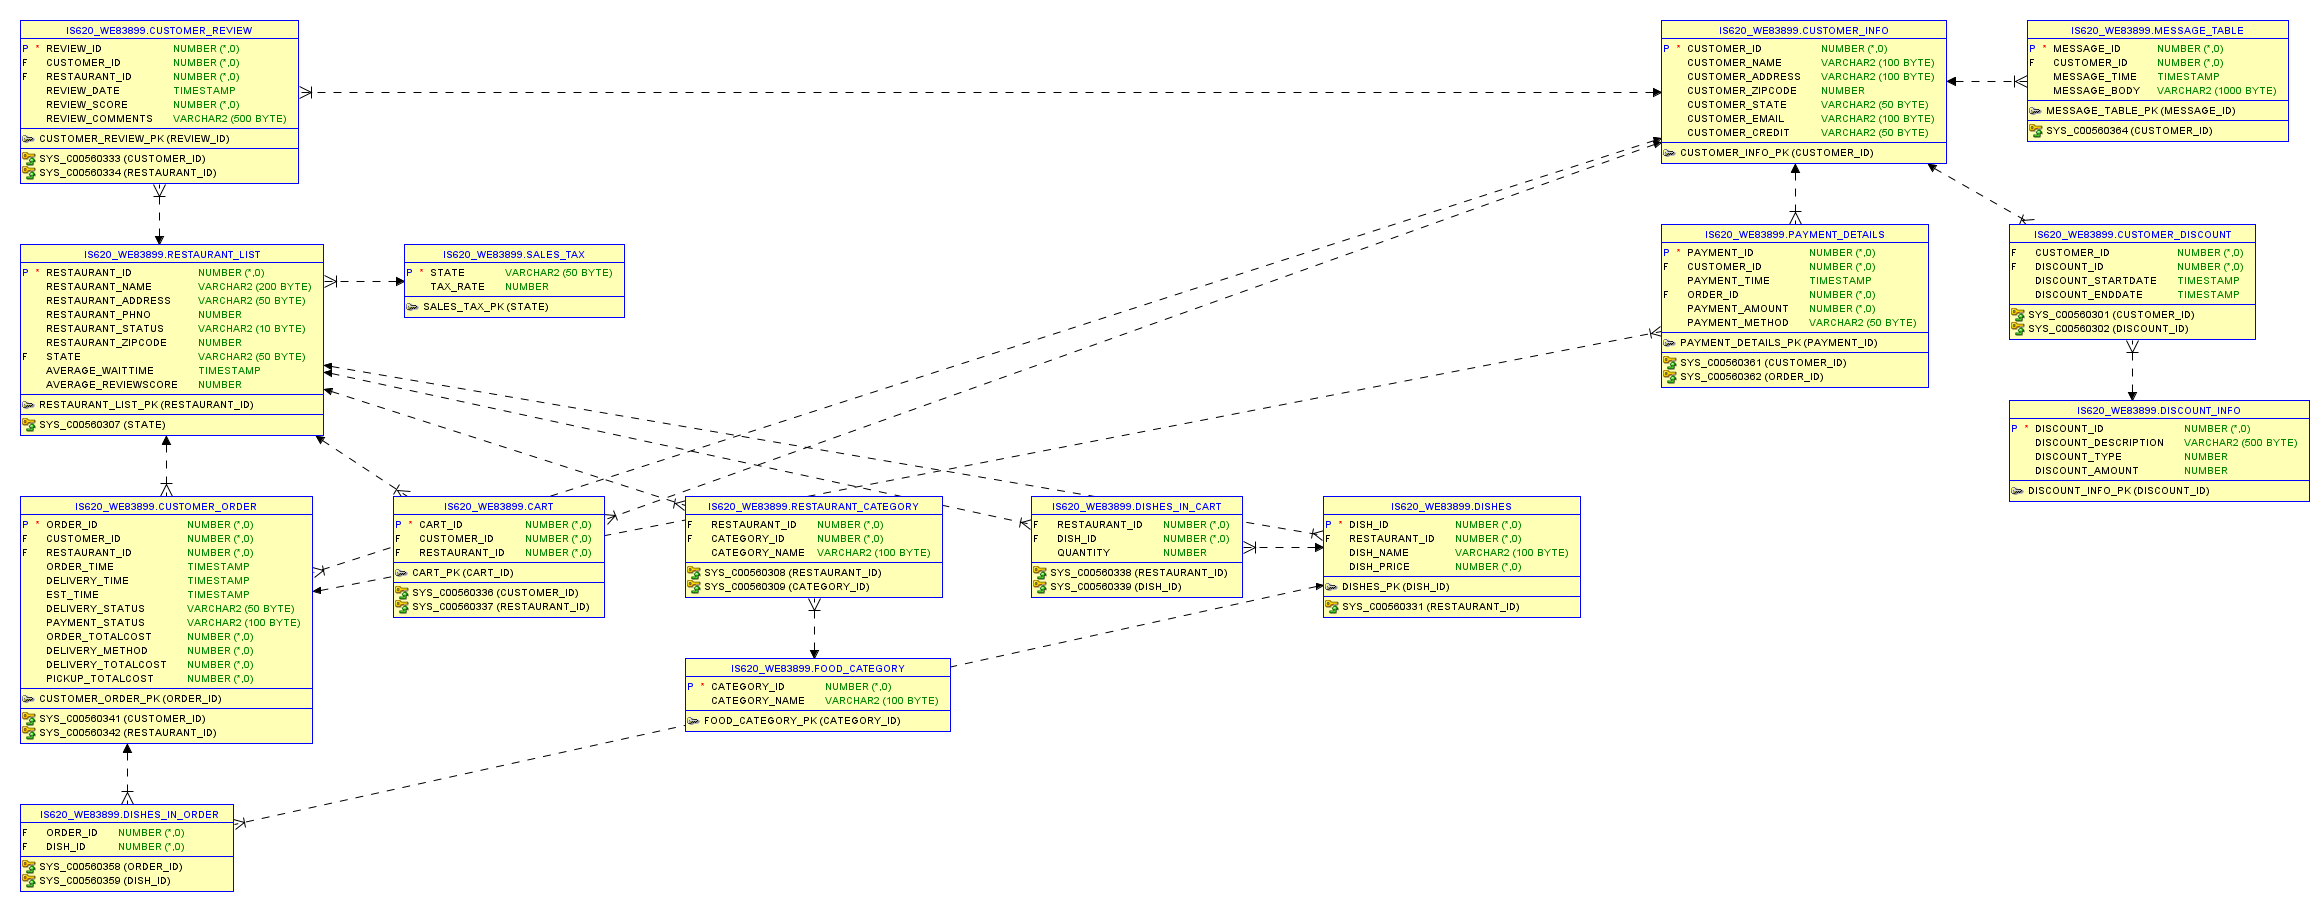 IS620_WE83899.CUSTOMER_REVIEW
P * REVIEW_ID NUMBER (*,0)
F CUSTOMER_ID NUMBER (*,0)
F RESTAURANT_ID NUMBER (*,0)
REVIEW_DATE TIMESTAMP
REVIEW_SCORE NUMBER (*,0)
REVIEW_COMMENTS VARCHAR2 (500 BYTE)
CUSTOMER_REVIEW_PK (REVIEW_ID)
SYS_C00560333 (CUSTOMER_ID)
SYS_C00560334 (RESTAURANT_ID)
IS620_WE83899.CUSTOMER_INFO
P * CUSTOMER_ID NUMBER (*,0)
CUSTOMER_NAME VARCHAR2 (100 BYTE)
CUSTOMER_ADDRESS VARCHAR2 (100 BYTE)
CUSTOMER_ZIPCODE NUMBER
CUSTOMER_STATE VARCHAR2 (50 BYTE)
CUSTOMER_EMAIL VARCHAR2 (100 BYTE)
CUSTOMER_CREDIT VARCHAR2 (50 BYTE)
CUSTOMER_INFO_PK (CUSTOMER_ID)
IS620_WE83899.MESSAGE_TABLE
P * MESSAGE_ID NUMBER (*,0)
F CUSTOMER_ID NUMBER (*,0)
MESSAGE_TIME TIMESTAMP
MESSAGE_BODY VARCHAR2 (1000 BYTE)
MESSAGE_TABLE_PK (MESSAGE_ID)
SYS_C00560364 (CUSTOMER_ID)
IS620_WE83899.RESTAURANT_LIST
P * RESTAURANT_ID NUMBER (*,0)
RESTAURANT_NAME VARCHAR2 (200 BYTE)
RESTAURANT_ADDRESS VARCHAR2 (50 BYTE)
RESTAURANT_PHNO NUMBER
RESTAURANT_STATUS VARCHAR2 (10 BYTE)
RESTAURANT_ZIPCODE NUMBER
F STATE VARCHAR2 (50 BYTE)
AVERAGE_WAITTIME TIMESTAMP
AVERAGE_REVIEWSCORE NUMBER
RESTAURANT_LIST_PK (RESTAURANT_ID)
SYS_C00560307 (STATE)
IS620_WE83899.SALES_TAX
P * STATE VARCHAR2 (50 BYTE)
TAX_RATE NUMBER
SALES_TAX_PK (STATE)
IS620_WE83899.PAYMENT_DETAILS
P * PAYMENT_ID NUMBER (*,0)
F CUSTOMER_ID NUMBER (*,0)
PAYMENT_TIME TIMESTAMP
F ORDER_ID NUMBER (*,0)
PAYMENT_AMOUNT NUMBER (*,0)
PAYMENT_METHOD VARCHAR2 (50 BYTE)
PAYMENT_DETAILS_PK (PAYMENT_ID)
SYS_C00560361 (CUSTOMER_ID)
SYS_C00560362 (ORDER_ID)
IS620_WE83899.CUSTOMER_DISCOUNT
F CUSTOMER_ID NUMBER (*,0)
F DISCOUNT_ID NUMBER (*,0)
DISCOUNT_STARTDATE TIMESTAMP
DISCOUNT_ENDDATE TIMESTAMP
SYS_C00560301 (CUSTOMER_ID)
SYS_C00560302 (DISCOUNT_ID)
IS620_WE83899.DISCOUNT_INFO
P * DISCOUNT_ID NUMBER (*,0)
DISCOUNT_DESCRIPTION VARCHAR2 (500 BYTE)
DISCOUNT_TYPE NUMBER
DISCOUNT_AMOUNT NUMBER
DISCOUNT_INFO_PK (DISCOUNT_ID)
IS620_WE83899.CUSTOMER_ORDER
P * ORDER_ID NUMBER (*,0)
F CUSTOMER_ID NUMBER (*,0)
F RESTAURANT_ID NUMBER (*,0)
ORDER_TIME TIMESTAMP
DELIVERY_TIME TIMESTAMP
EST_TIME TIMESTAMP
DELIVERY_STATUS VARCHAR2 (50 BYTE)
PAYMENT_STATUS VARCHAR2 (100 BYTE)
ORDER_TOTALCOST NUMBER (*,0)
DELIVERY_METHOD NUMBER (*,0)
DELIVERY_TOTALCOST NUMBER (*,0)
PICKUP_TOTALCOST NUMBER (*,0)
CUSTOMER_ORDER_PK (ORDER_ID)
SYS_C00560341 (CUSTOMER_ID)
SYS_C00560342 (RESTAURANT_ID)
IS620_WE83899.CART
P * CART_ID NUMBER (*,0)
F CUSTOMER_ID NUMBER (*,0)
F RESTAURANT_ID NUMBER (*,0)
CART_PK (CART_ID)
SYS_C00560336 (CUSTOMER_ID)
SYS_C00560337 (RESTAURANT_ID)
IS620_WE83899.RESTAURANT_CATEGORY
F RESTAURANT_ID NUMBER (*,0)
F CATEGORY_ID NUMBER (*,0)
CATEGORY_NAME VARCHAR2 (100 BYTE)
SYS_C00560308 (RESTAURANT_ID)
SYS_C00560309 (CATEGORY_ID)
IS620_WE83899.DISHES_IN_CART
F RESTAURANT_ID NUMBER (*,0)
F DISH_ID NUMBER (*,0)
QUANTITY NUMBER
SYS_C00560338 (RESTAURANT_ID)
SYS_C00560339 (DISH_ID)
IS620_WE83899.DISHES
P * DISH_ID NUMBER (*,0)
F RESTAURANT_ID NUMBER (*,0)
DISH_NAME VARCHAR2 (100 BYTE)
DISH_PRICE NUMBER (*,0)
DISHES_PK (DISH_ID)
SYS_C00560331 (RESTAURANT_ID)
IS620_WE83899.FOOD_CATEGORY
P * CATEGORY_ID NUMBER (*,0)
CATEGORY_NAME VARCHAR2 (100 BYTE)
FOOD_CATEGORY_PK (CATEGORY_ID)
IS620_WE83899.DISHES_IN_ORDER
F ORDER_ID NUMBER (*,0)
F DISH_ID NUMBER (*,0)
SYS_C00560358 (ORDER_ID)
SYS_C00560359 (DISH_ID)